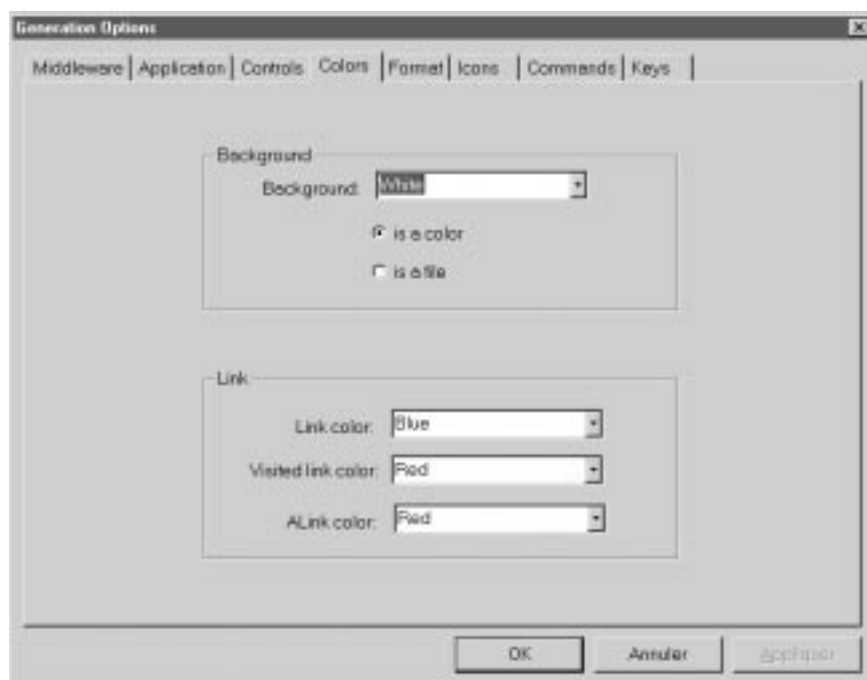 Generation Options
Middleware Application Controls Colors Format Icons Commands Keys
Background
Background: White
is a color
is a file
Link
Link color: Blue
Visited link color: Red
ALink color: Red
OK Annuler Appliquer